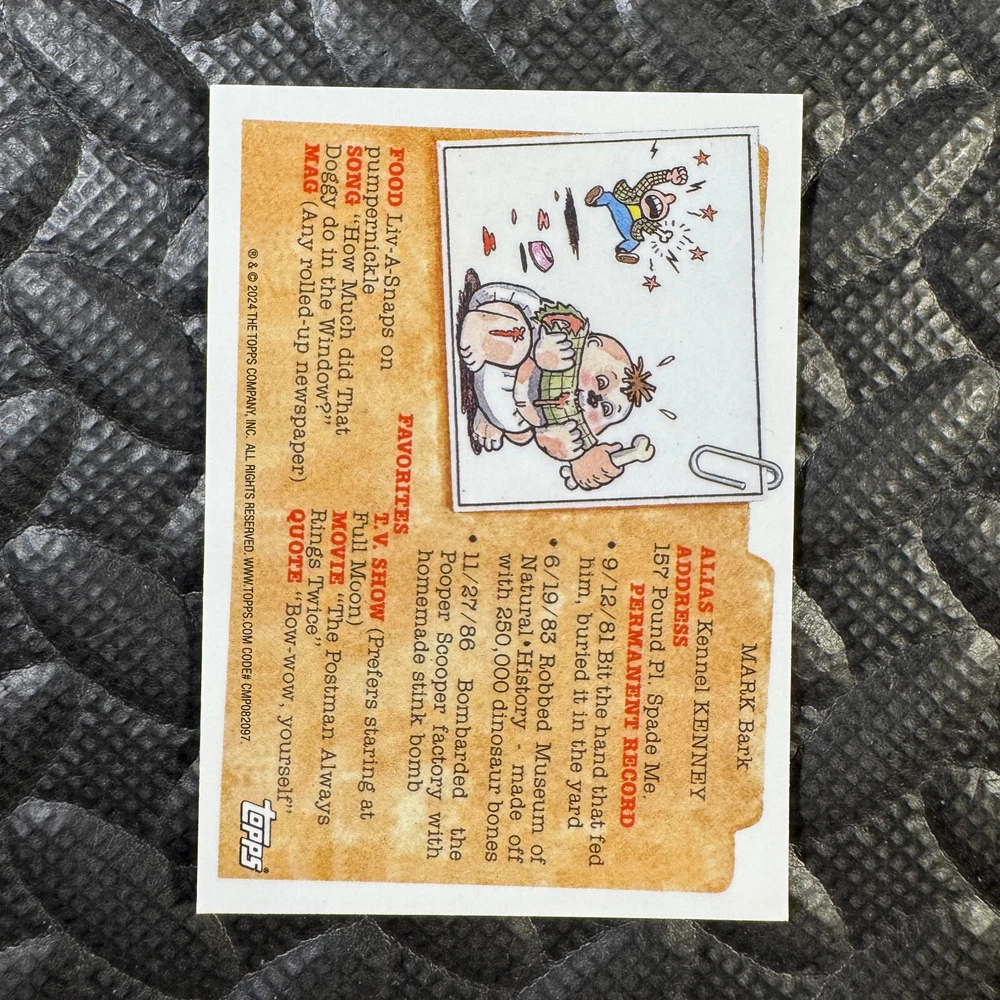 MARK Bark
ALIAS Kennel KENNEY
ADDRESS
157 Pound Pl. Spade Me.
PERMANENT RECORD
• 9/12/81 Bit the hand that fed
him, buried it in the yard
• 6/19/83 Robbed Museum of
Natural History - made off
with 250,000 dinosaur bones
• 11/27/86 Bombarded the
Pooper Scooper factory with
homemade stink bomb
FAVORITES
FOOD Liv-A-Snaps on
pumpernickle
SONG "How Much did That
Doggy do in the Window?"
MAG (Any rolled-up newspaper)
T.V. SHOW (Prefers staring at
Full Moon)
MOVIE "The Postman Always
Rings Twice"
QUOTE "Bow-wow, yourself"
® & © 2024 THE TOPPS COMPANY, INC. ALL RIGHTS RESERVED. WWW.TOPPS.COM CODE# CMP082097.
topps®